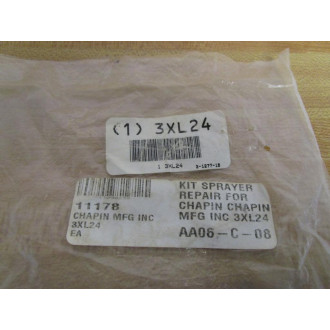 (1) 3XL24
1 3XL24
11178
CHAPIN MFG INC
3XL24
EA
KIT SPRAYER
REPAIR FOR
CHAPIN CHAPIN
MFG INC 3XL24
AA06-C-08